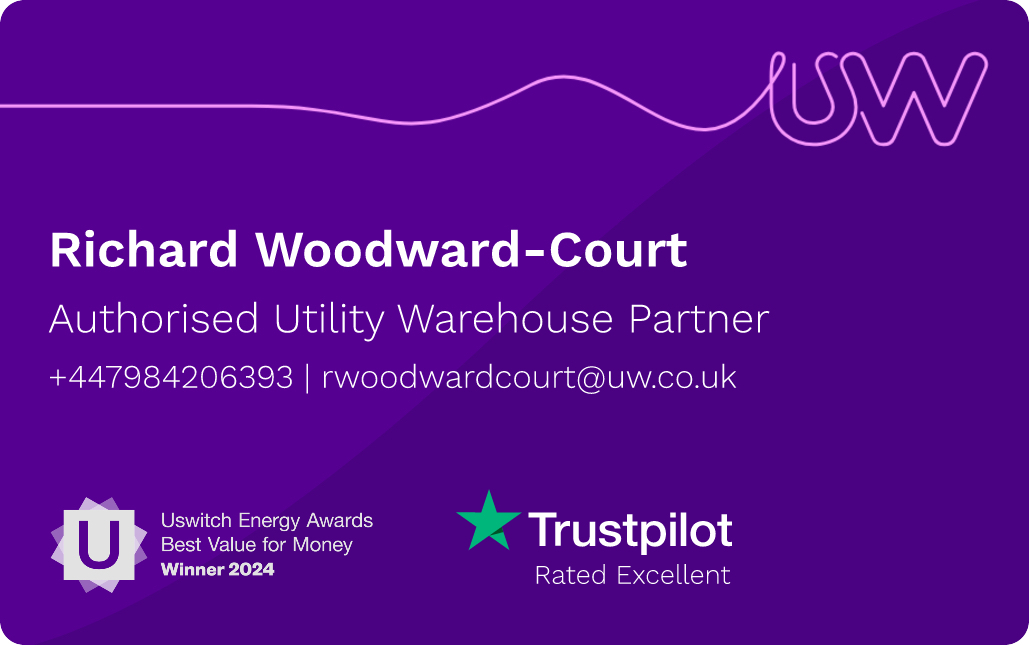 UW
Richard Woodward-Court
Authorised Utility Warehouse Partner
+447984206393 | rwoodwardcourt@uw.co.uk
U
Uswitch Energy Awards
Best Value for Money
Winner 2024
Trustpilot
Rated Excellent